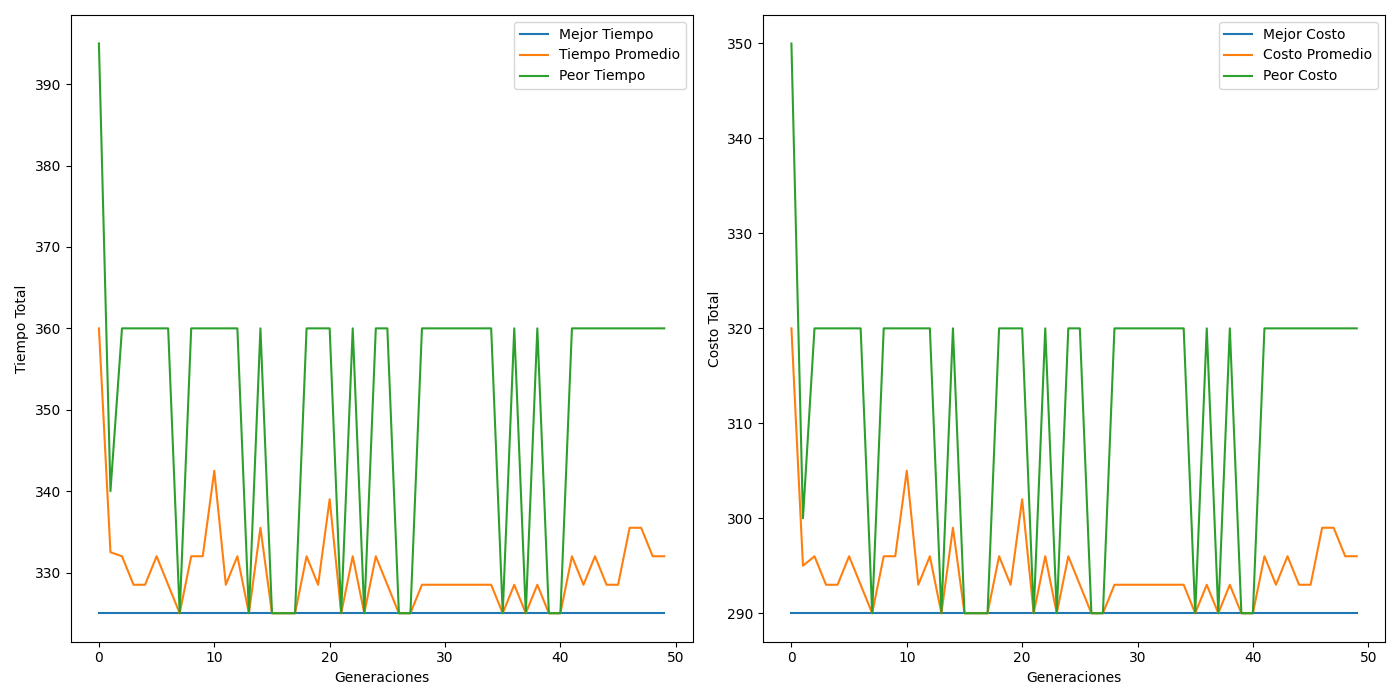 Mejor Tiempo
Tiempo Promedio
Peor Tiempo
390
380
370
360
350
340
330
Tiempo Total
0 10 20 30 40 50
Generaciones
Mejor Costo
Costo Promedio
Peor Costo
350
340
330
320
310
300
290
Costo Total
0 10 20 30 40 50
Generaciones